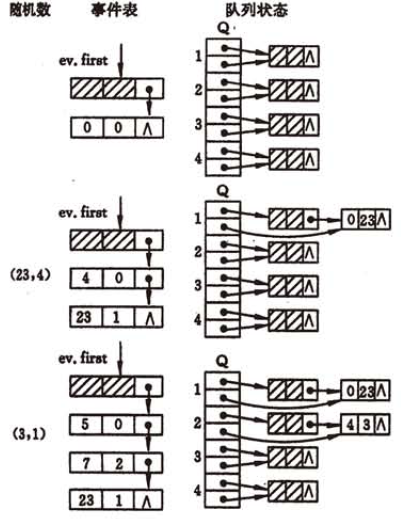 随机数 事件表 队列状态
Q
ev. first
1
2
3
4
∧
∧
∧
∧
0 0 ∧
Q
ev. first
1
2
3
4
0 23 ∧
∧
∧
∧
(23,4)
4 0
23 1 ∧
Q
ev. first
1
2
3
4
0 23 ∧
4 3 ∧
∧
∧
(3,1)
5 0
7 2
23 1 ∧